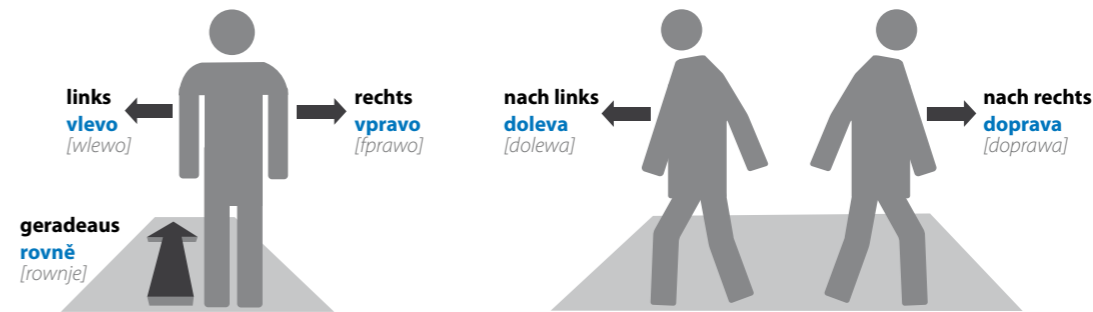 links
vlevo
[wlewo]
rechts
vpravo
[fprawo]
geradeaus
rovně
[rownje]
nach links
doleva
[dolewa]
nach rechts
doprava
[doprawa]